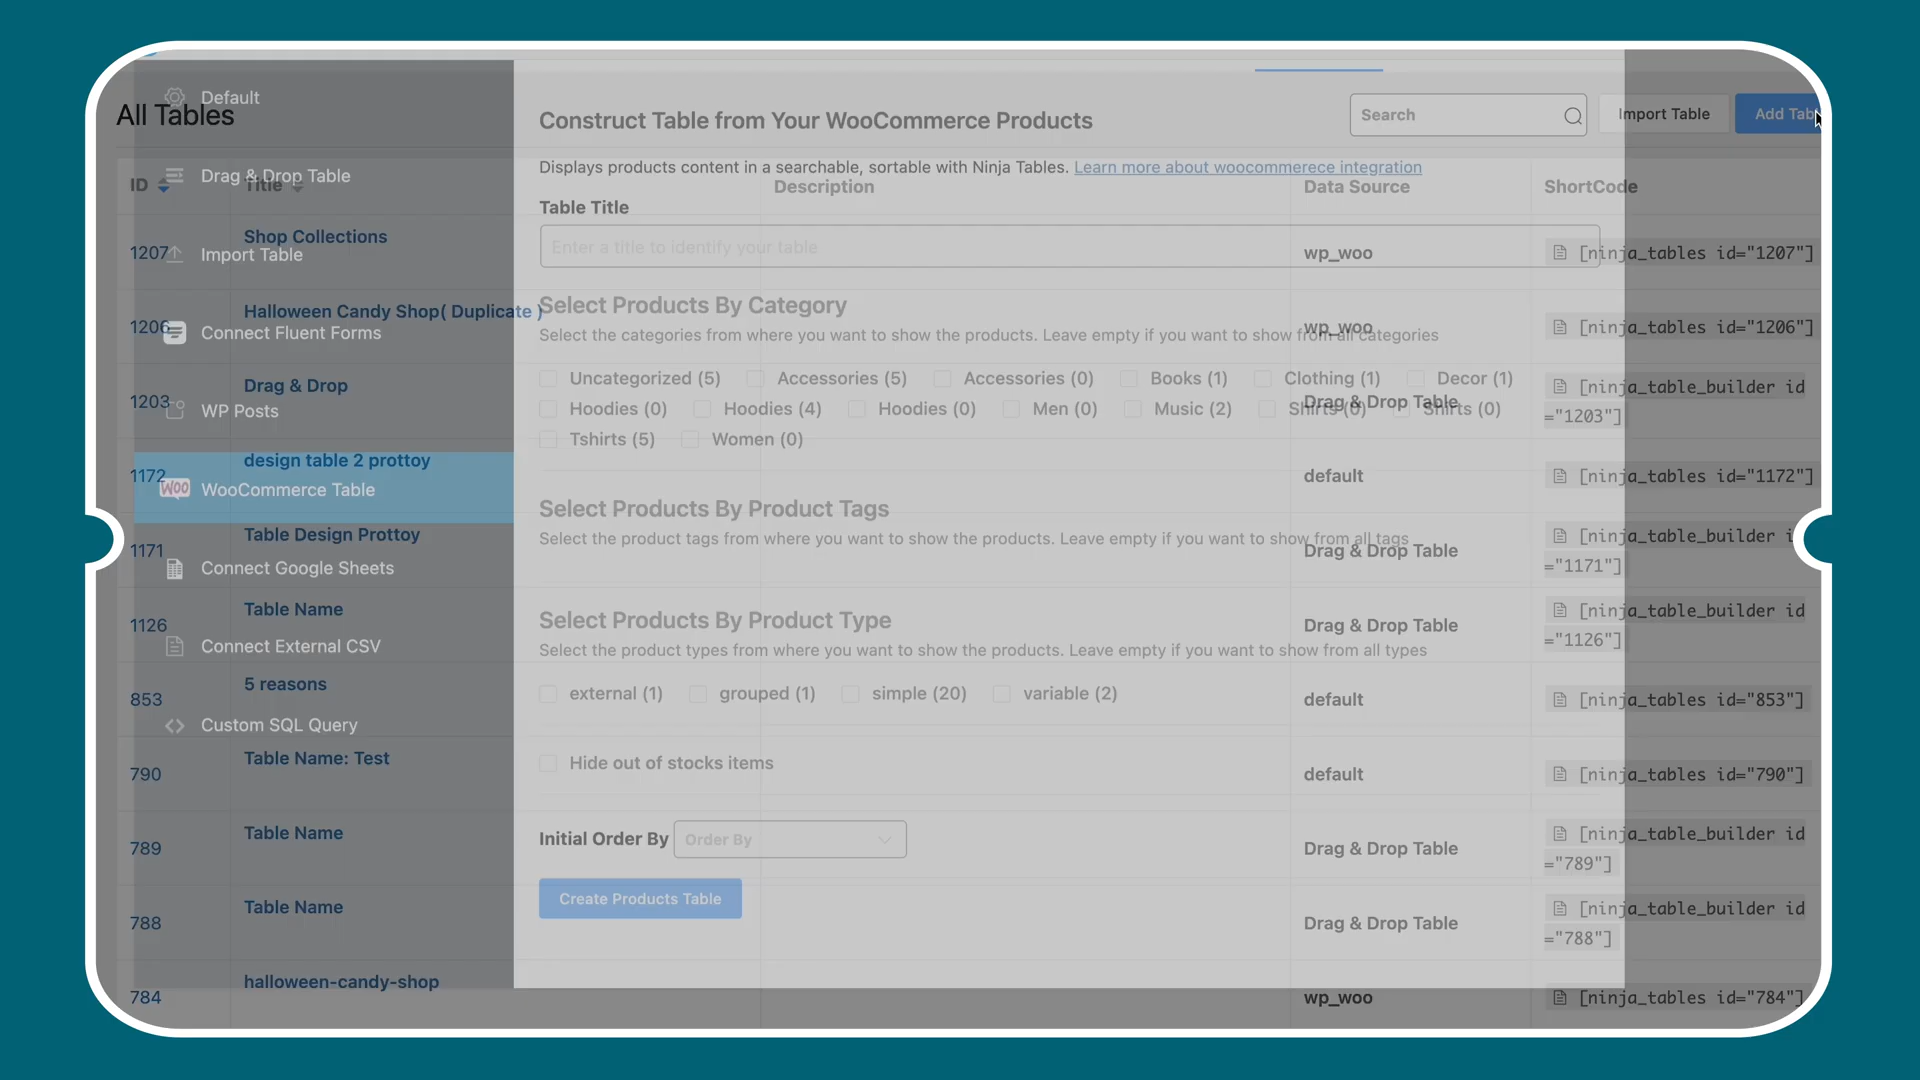 Default
All Tables
Construct Table from Your WooCommerce Products
Search
Import Table
Add Tab
Displays products content in a searchable, sortable with Ninja Tables. Learn more about woocommerece integration
Drag & Drop Table
ID
Title
Description
Data Source
ShortCode
Table Title
Enter a title to identify your table
1207
Shop Collections
Import Table
wp_woo
[ninja_tables id="1207"]
1206
Halloween Candy Shop( Duplicate )
Connect Fluent Forms
Select Products By Category
Select the categories from where you want to show the products. Leave empty if you want to show from all categories
wp_woo
[ninja_tables id="1206"]
Uncategorized (5) Accessories (5) Accessories (0) Books (1) Clothing (1) Decor (1)
Hoodies (0) Hoodies (4) Hoodies (0) Men (0) Music (2) Shirts (0) Shirts (0)
Tshirts (5) Women (0)
1203
Drag & Drop
WP Posts
Drag & Drop Table
[ninja_table_builder id
="1203"]
1172
design table 2 prottoy
WOO
WooCommerce Table
default
[ninja_tables id="1172"]
Select Products By Product Tags
Select the product tags from where you want to show the products. Leave empty if you want to show from all tags
1171
Table Design Prottoy
Connect Google Sheets
Drag & Drop Table
[ninja_table_builder i
="1171"]
1126
Table Name
Connect External CSV
Select Products By Product Type
Select the product types from where you want to show the products. Leave empty if you want to show from all types
Drag & Drop Table
[ninja_table_builder id
="1126"]
external (1) grouped (1) simple (20) variable (2)
853
5 reasons
Custom SQL Query
default
[ninja_tables id="853"]
Hide out of stocks items
790
Table Name: Test
default
[ninja_tables id="790"]
Initial Order By
Order By
789
Table Name
Drag & Drop Table
[ninja_table_builder id
="789"]
Create Products Table
788
Table Name
Drag & Drop Table
[ninja_table_builder id
="788"]
784
halloween-candy-shop
wp_woo
[ninja_tables id="784"]